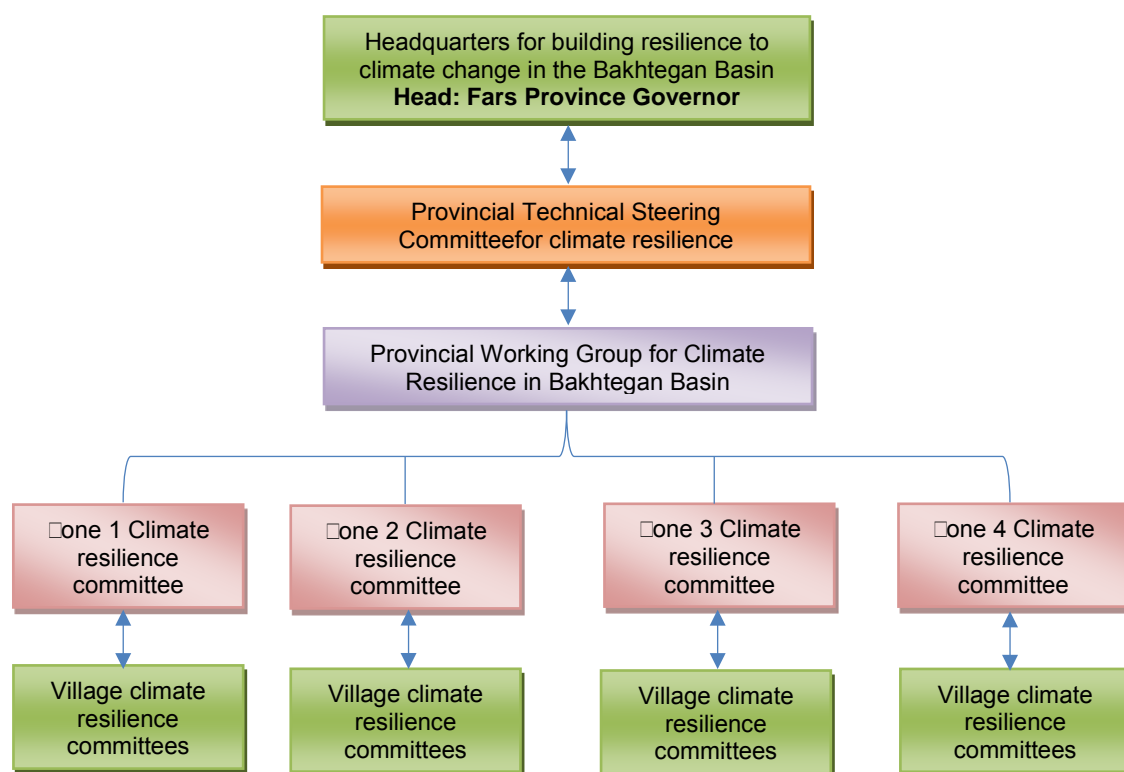 Headquarters for building resilience to
climate change in the Bakhtegan Basin
Head: Fars Province Governor
Provincial Technical Steering
Committeefor climate resilience
Provincial Working Group for Climate
Resilience in Bakhtegan Basin
□one 1 Climate
resilience
committee
□one 2 Climate
resilience
committee
□one 3 Climate
resilience
committee
□one 4 Climate
resilience
committee
Village climate
resilience
committees
Village climate
resilience
committees
Village climate
resilience
committees
Village climate
resilience
committees